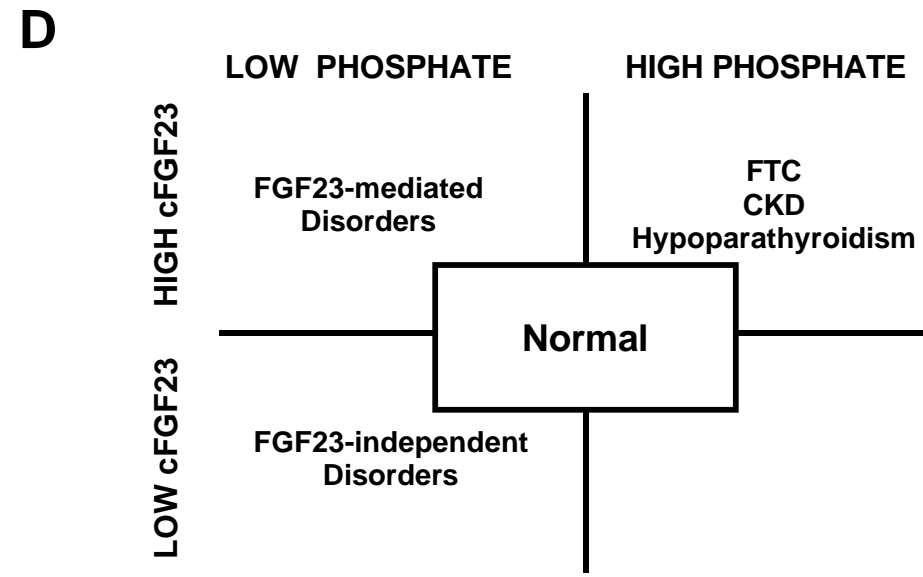 D
LOW PHOSPHATE
HIGH PHOSPHATE
HIGH cFGF23
FGF23-mediated
Disorders
FTC
CKD
Hypoparathyroidism
Normal
LOW cFGF23
FGF23-independent
Disorders